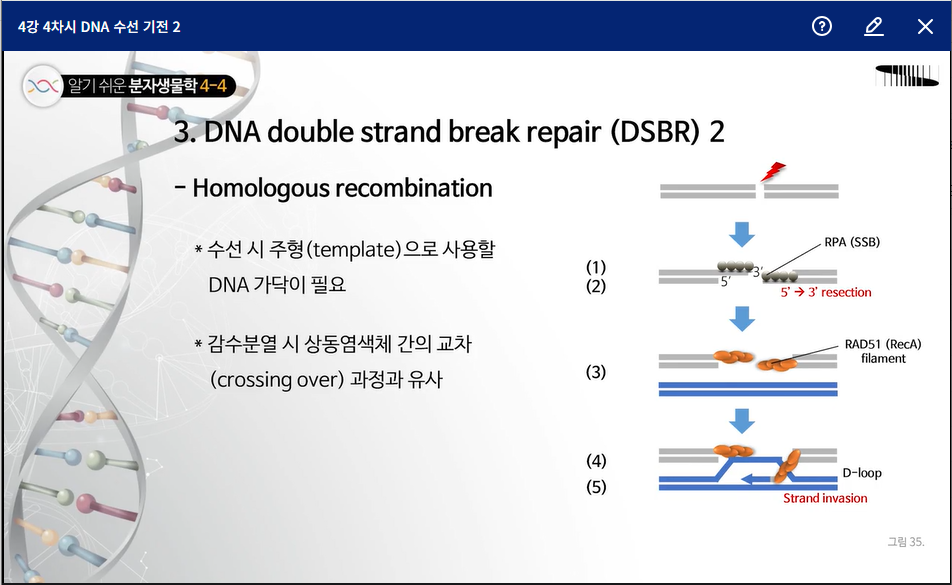 4강 4차시 DNA 수선 기전 2
알기 쉬운 분자생물학 4-4
3. DNA double strand break repair (DSBR) 2
- Homologous recombination
* 수선 시 주형(template)으로 사용할
DNA 가닥이 필요
* 감수분열 시 상동염색체 간의 교차
(crossing over) 과정과 유사
RPA (SSB)
(1)
3'
(2)
5'
5' → 3' resection
RAD51 (RecA)
filament
(3)
(4)
D-loop
(5)
Strand invasion
그림 35.